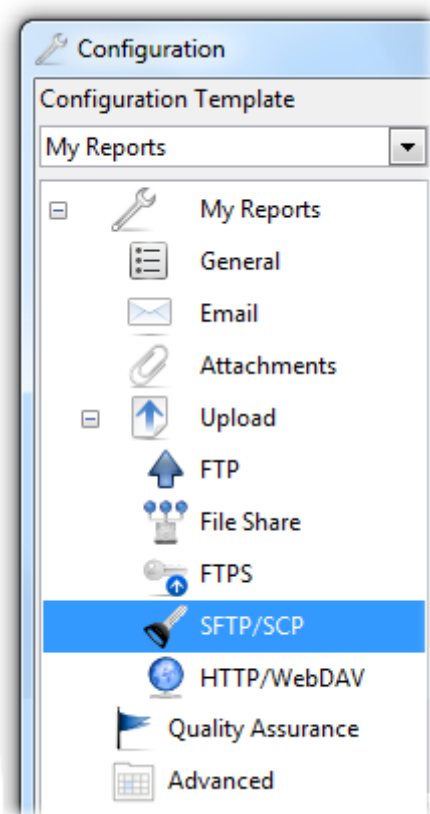 Configuration
Configuration Template
My Reports
My Reports
General
Email
Attachments
Upload
FTP
File Share
FTPS
SFTP/SCP
HTTP/WebDAV
Quality Assurance
Advanced